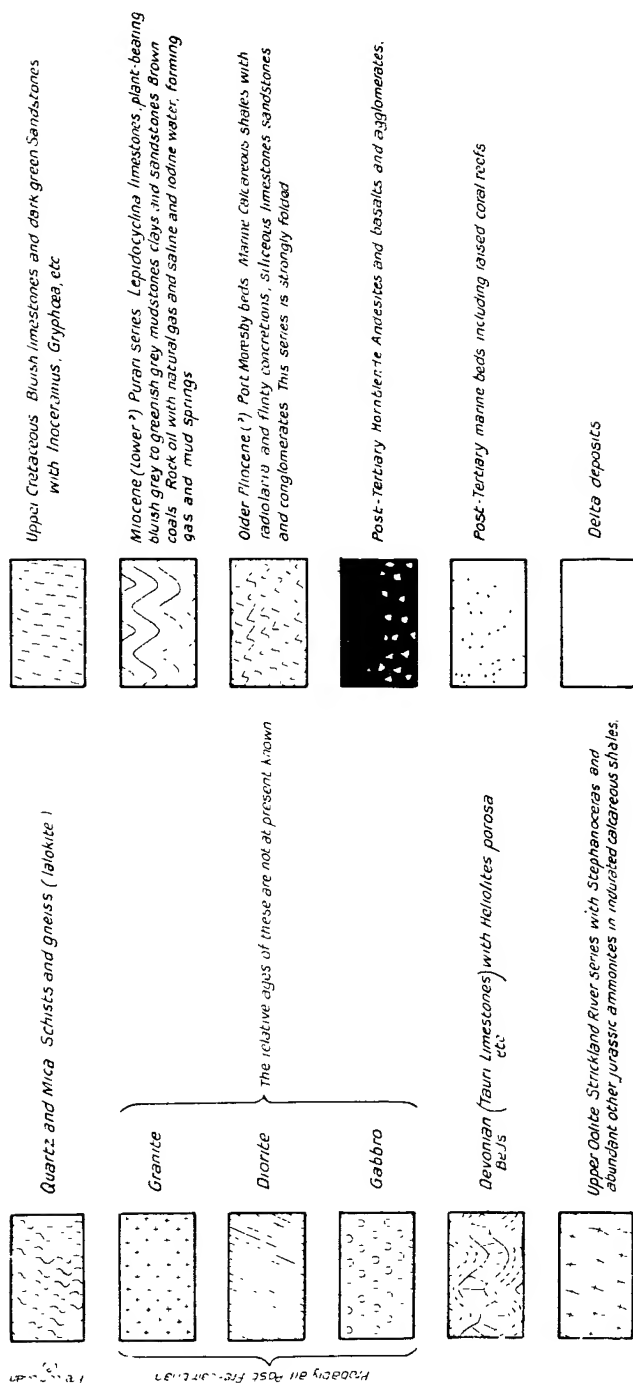 Quartz and Mica Schists and gneiss (Ialokite)
Granite
Diorite
Gabbro
Probably all Post
The relative ages of these are not at present known
Devonian (Tauri Limestones) with Heliolites porosa
Beds etc
Upper Oolite Strickland River series with Stephanoceras and
abundant other jurassic ammonites in indurated calcareous shales.
Upper Cretaceous Bluish limestones and dark green Sandstones
with Inoceramus, Gryphœa, etc
Miocene (Lower ?) Purari Series Lepidocyclina limestones, plant-bearing
bluish grey to greenish grey mudstones clays and sandstones Brown
coals Rock oil with natural gas and saline and iodine water, forming
gas and mud springs
Older Pliocene (?) Port Moresby beds Marine Calcareous shales with
radiolaria and flinty concretions, siliceous limestones sandstones
and conglomerates This series is strongly folded
Post-Tertiary Hornblende Andesites and basalts and agglomerates.
Post-Tertiary marine beds including raised coral reefs
Delta deposits